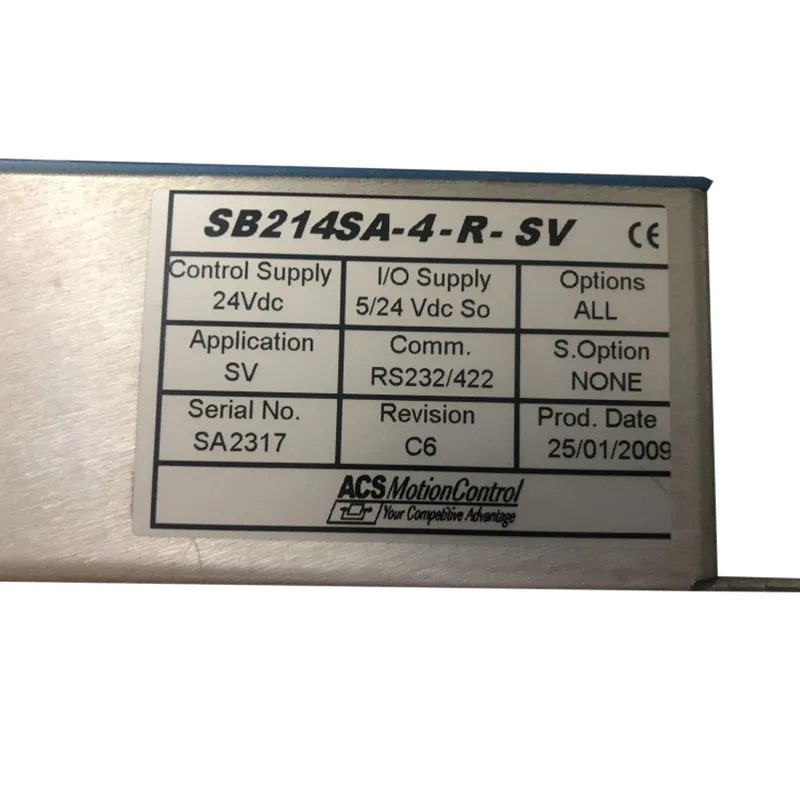 SB214SA-4-R- SV CE
Control Supply I/O Supply Options
24Vdc 5/24 Vdc So ALL
Application Comm. S.Option
SV RS232/422 NONE
Serial No. Revision Prod. Date
SA2317 C6 25/01/2009
ACS MotionControl
Your Competitive Advantage